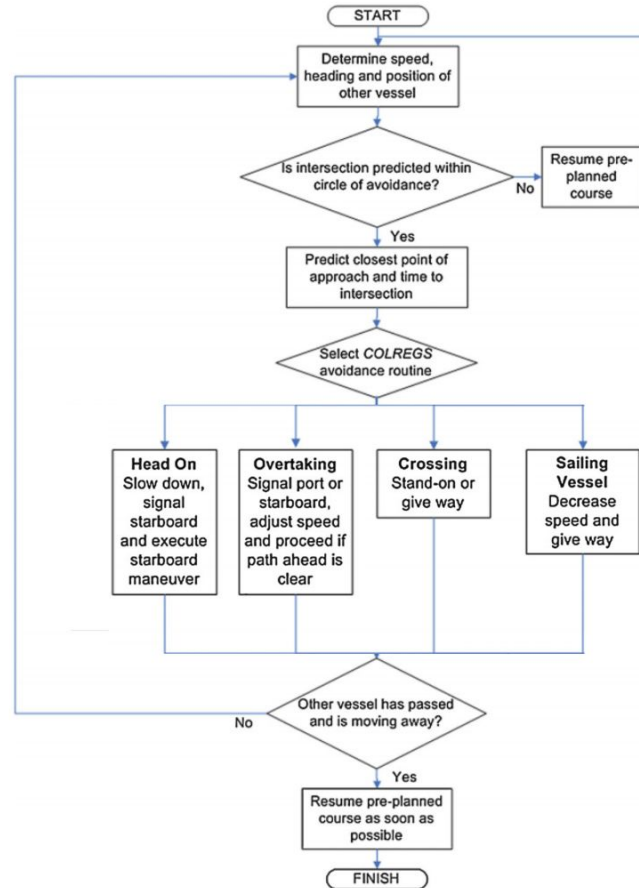 START
Determine speed,
heading and position of
other vessel
Is intersection predicted within
circle of avoidance?
No
Resume pre-
planned
course
Yes
Predict closest point of
approach and time to
intersection
Select COLREGS
avoidance routine
Head On
Slow down,
signal
starboard
and execute
starboard
maneuver
Overtaking
Signal port or
starboard,
adjust speed
and proceed if
path ahead is
clear
Crossing
Stand-on or
give way
Sailing
Vessel
Decrease
speed and
give way
Other vessel has passed
and is moving away?
No
Yes
Resume pre-planned
course as soon as
possible
FINISH